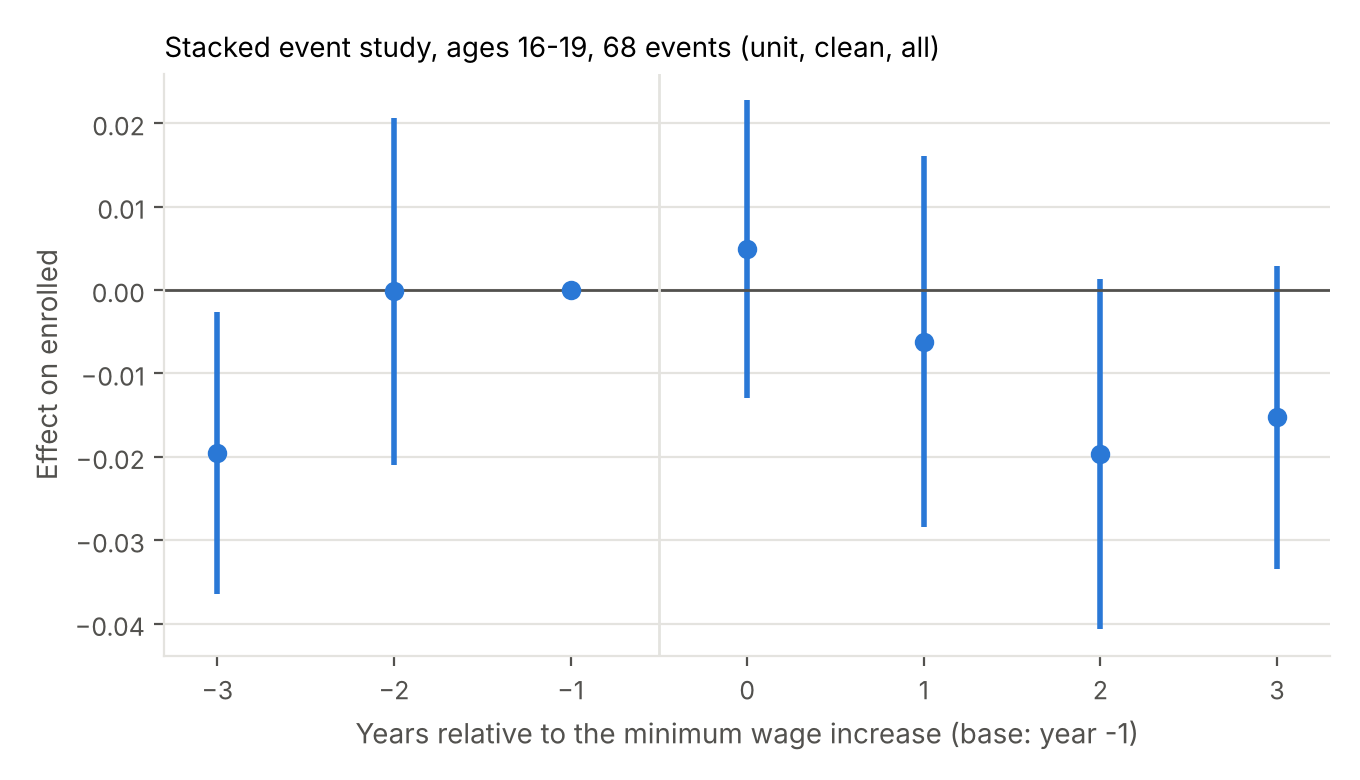 Stacked event study, ages 16-19, 68 events (unit, clean, all)
Effect on enrolled
0.02
0.01
0.00
−0.01
−0.02
−0.03
−0.04
−3 −2 −1 0 1 2 3
Years relative to the minimum wage increase (base: year -1)